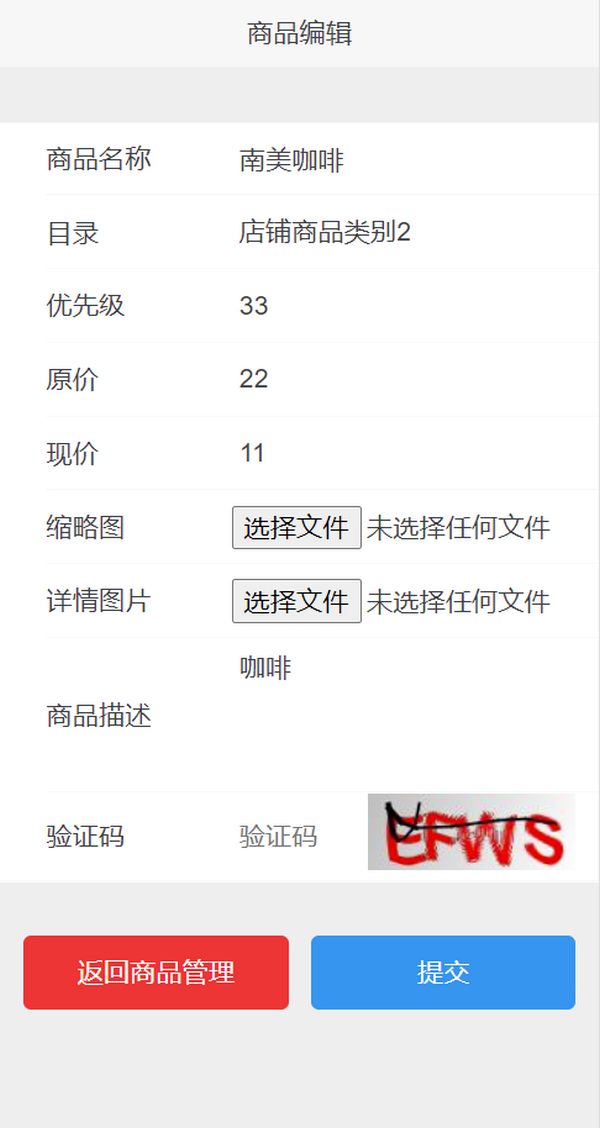 商品编辑
商品名称 南美咖啡
目录 店铺商品类别2
优先级 33
原价 22
现价 11
缩略图 选择文件 未选择任何文件
详情图片 选择文件 未选择任何文件
咖啡
商品描述
验证码 验证码 EFWS
返回商品管理 提交